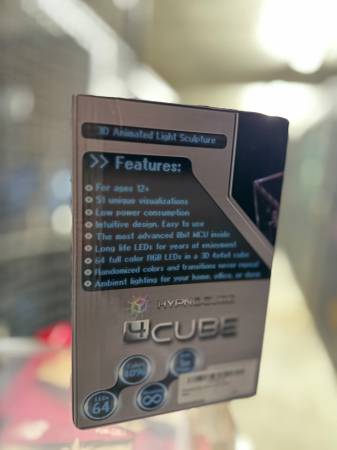 3D Animated Light Sculpture
>> Features:
For ages 12+
51 unique visualizations
Low power consumption
Intuitive design, Easy to use
The most advanced 8bit MCU inside
Long life LEDs for years of enjoyment
64 full color RGB LEDs in a 3D 4x4x4 cube
Randomized colors and transitions never repeat
Ambient lighting for your home, office, or store
4CUBE
LEDs
64